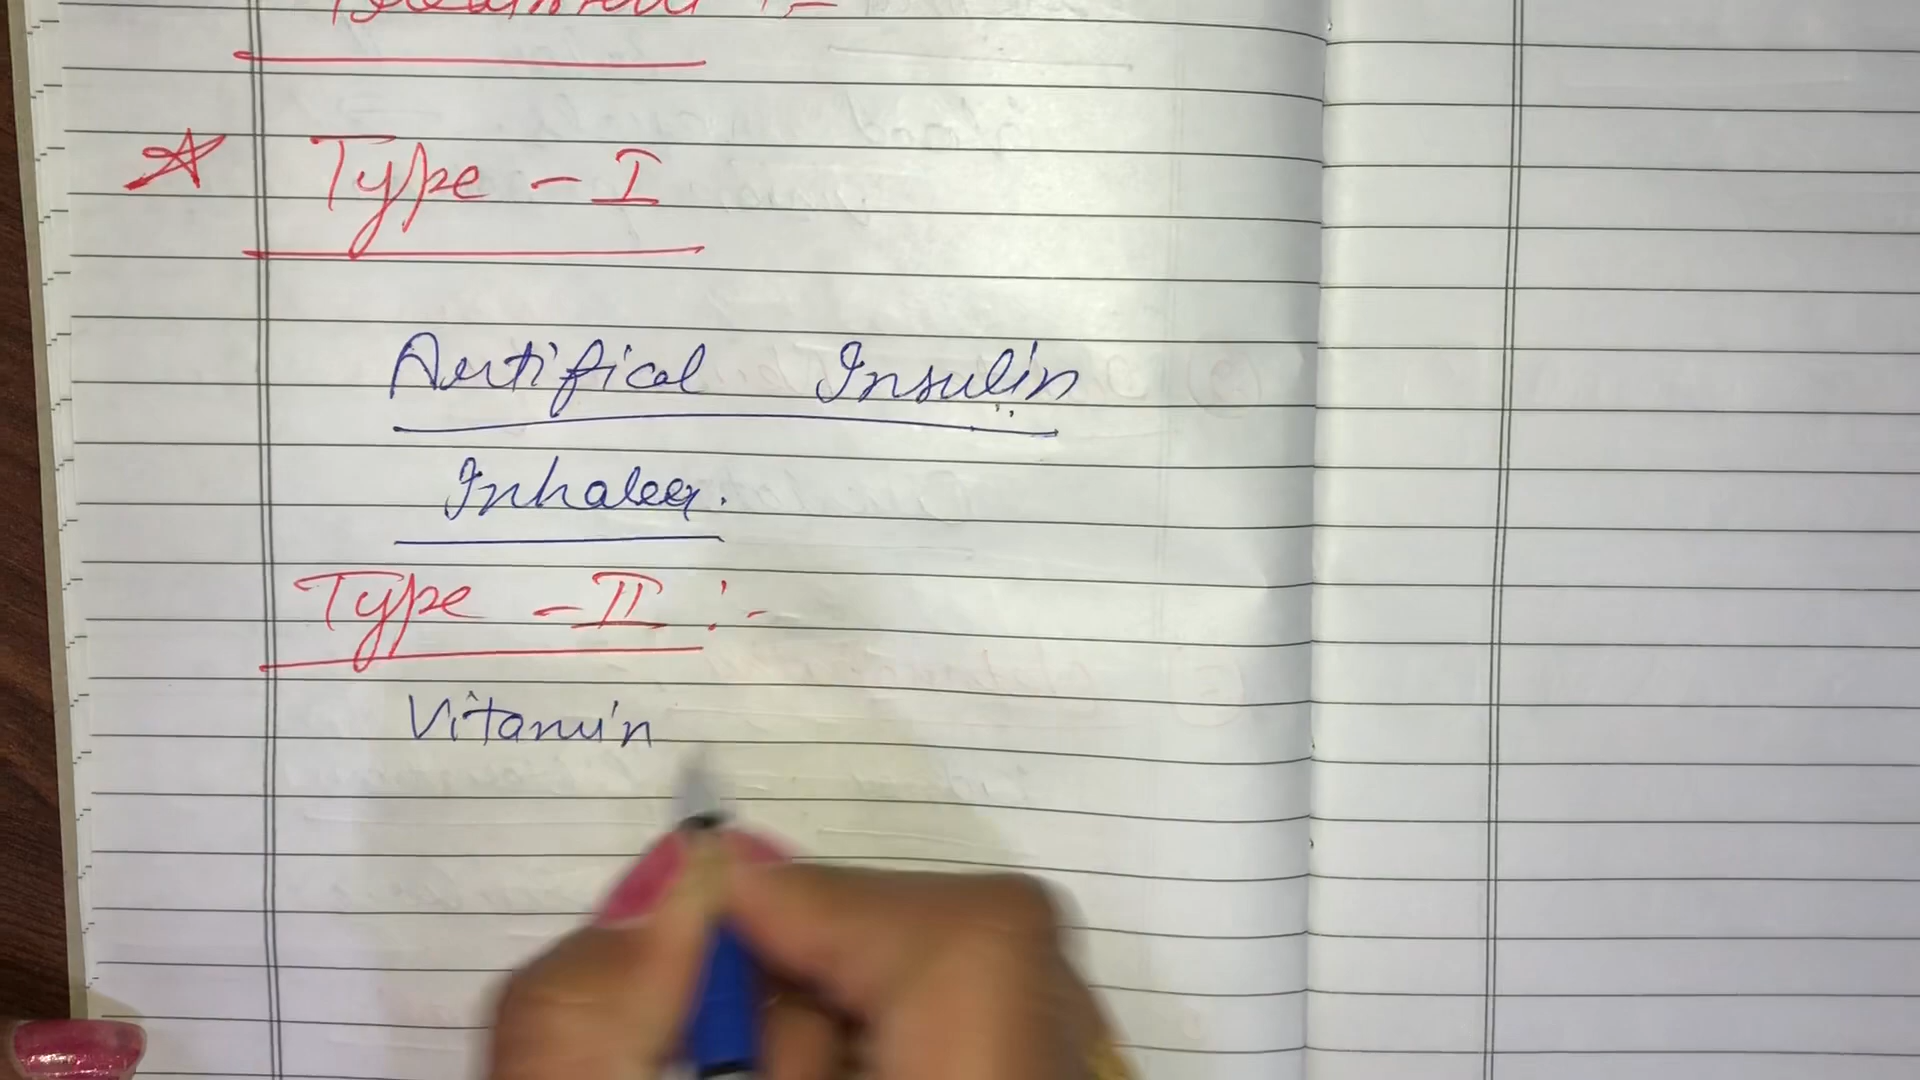 Type - I
Artifical Insulin
Inhaler.
Type - II :-
Vitamin